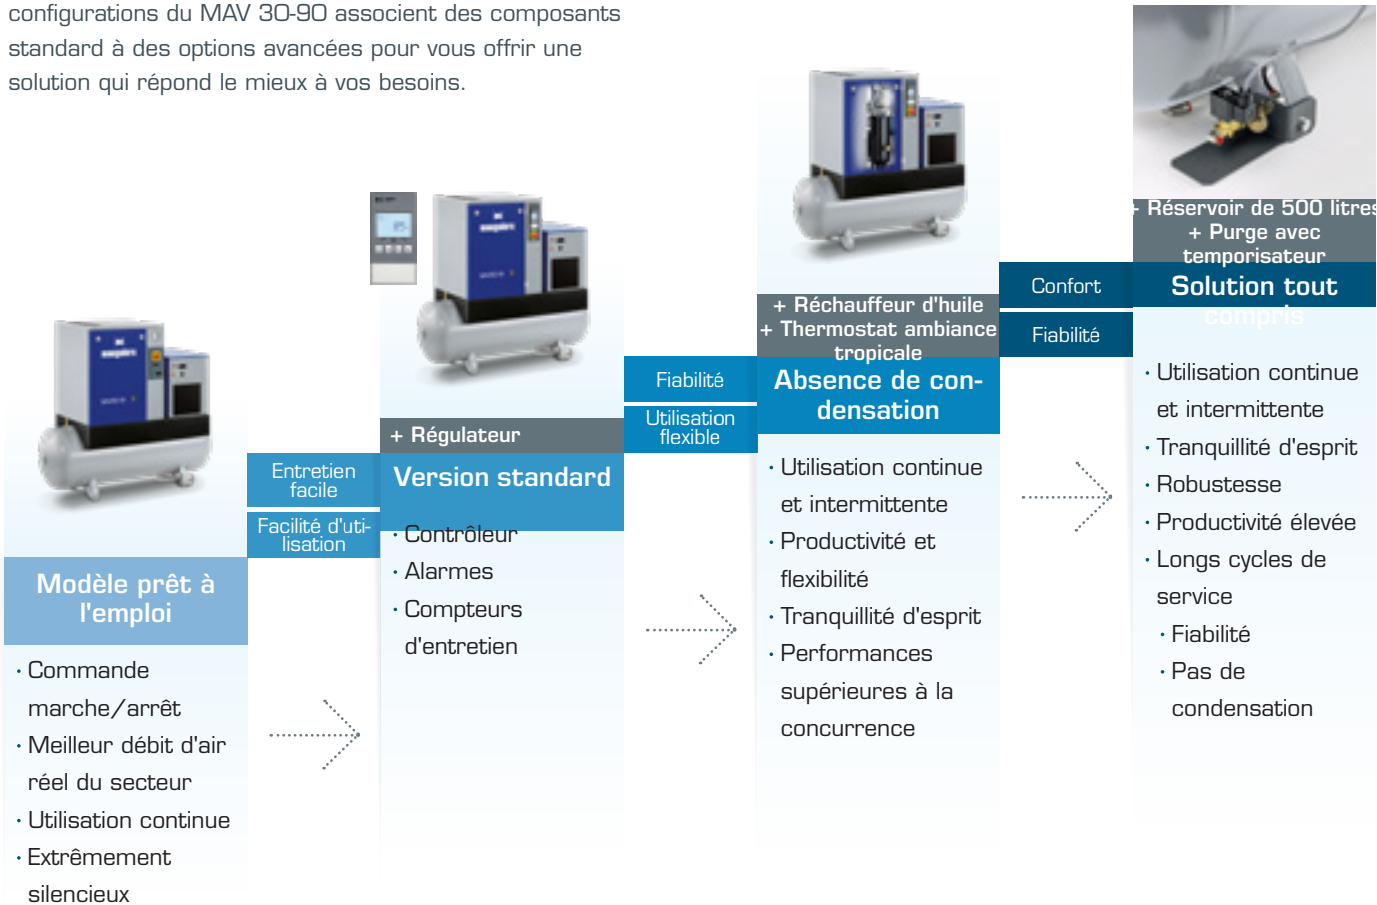 configurations du MAV 30-90 associent des composants
standard à des options avancées pour vous offrir une
solution qui répond le mieux à vos besoins.
Modèle prêt à
l'emploi
· Commande
marche/arrêt
· Meilleur débit d'air
réel du secteur
· Utilisation continue
· Extrêmement
silencieux
Entretien
facile
Facilité d'uti-
lisation
+ Régulateur
Version standard
· Contrôleur
· Alarmes
· Compteurs
d'entretien
Fiabilité
Utilisation
flexible
+ Réchauffeur d'huile
+ Thermostat ambiance
tropicale
Absence de con-
densation
· Utilisation continue
et intermittente
· Productivité et
flexibilité
· Tranquillité d'esprit
· Performances
supérieures à la
concurrence
Confort
Fiabilité
+ Réservoir de 500 litres
+ Purge avec
temporisateur
Solution tout
compris
· Utilisation continue
et intermittente
· Tranquillité d'esprit
· Robustesse
· Productivité élevée
· Longs cycles de
service
· Fiabilité
· Pas de
condensation